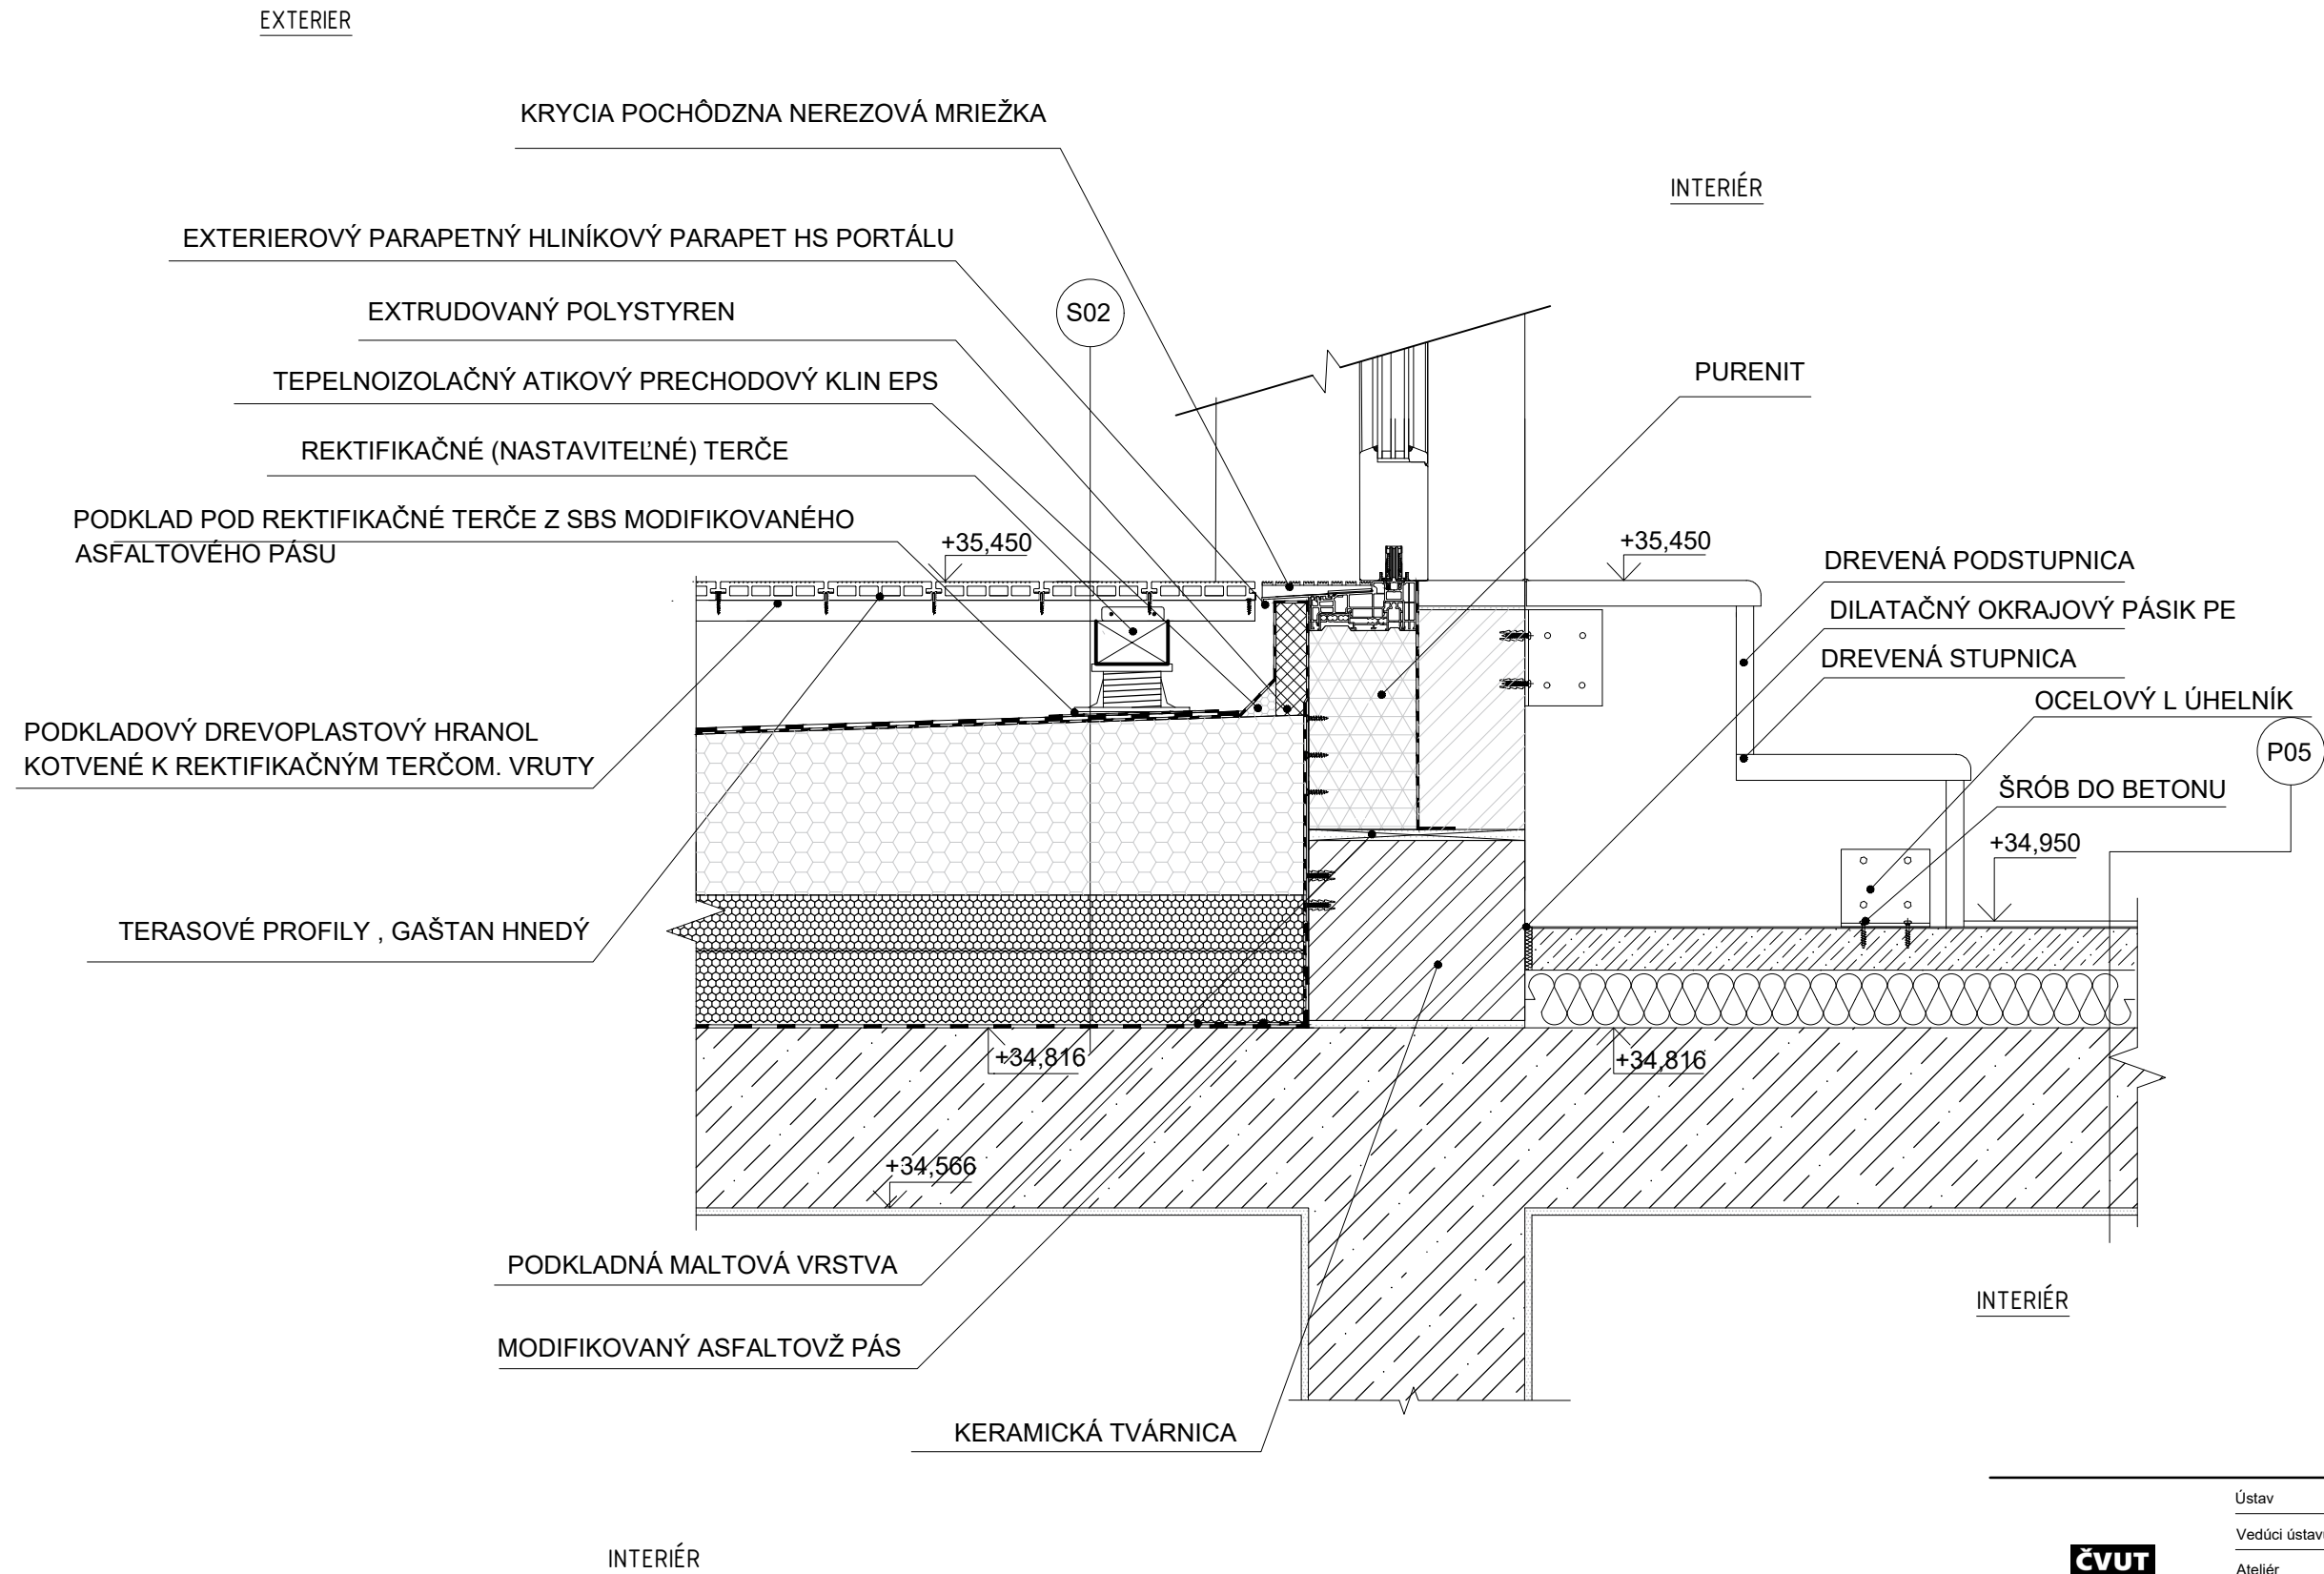 EXTERIER
KRYCIA POCHÔDZNA NEREZOVÁ MRIEŽKA
INTERIÉR
EXTERIEROVÝ PARAPETNÝ HLINÍKOVÝ PARAPET HS PORTÁLU
EXTRUDOVANÝ POLYSTYREN
S02
TEPELNOIZOLAČNÝ ATIKOVÝ PRECHODOVÝ KLIN EPS
PURENIT
REKTIFIKAČNÉ (NASTAVITEĽNÉ) TERČE
PODKLAD POD REKTIFIKAČNÉ TERČE Z SBS MODIFIKOVANÉHO
ASFALTOVÉHO PÁSU
+35,450
+35,450
DREVENÁ PODSTUPNICA
DILATAČNÝ OKRAJOVÝ PÁSIK PE
DREVENÁ STUPNICA
OCELOVÝ L ÚHELNÍK
PODKLADOVÝ DREVOPLASTOVÝ HRANOL
KOTVENÉ K REKTIFIKAČNÝM TERČOM. VRUTY
P05
ŠRÓB DO BETONU
+34,950
TERASOVÉ PROFILY , GAŠTAN HNEDÝ
+34,816
+34,816
+34,566
PODKLADNÁ MALTOVÁ VRSTVA
INTERIÉR
MODIFIKOVANÝ ASFALTOVŽ PÁS
KERAMICKÁ TVÁRNICA
INTERIÉR
Ústav
Vedúci ústavu
ČVUT
Ateliér